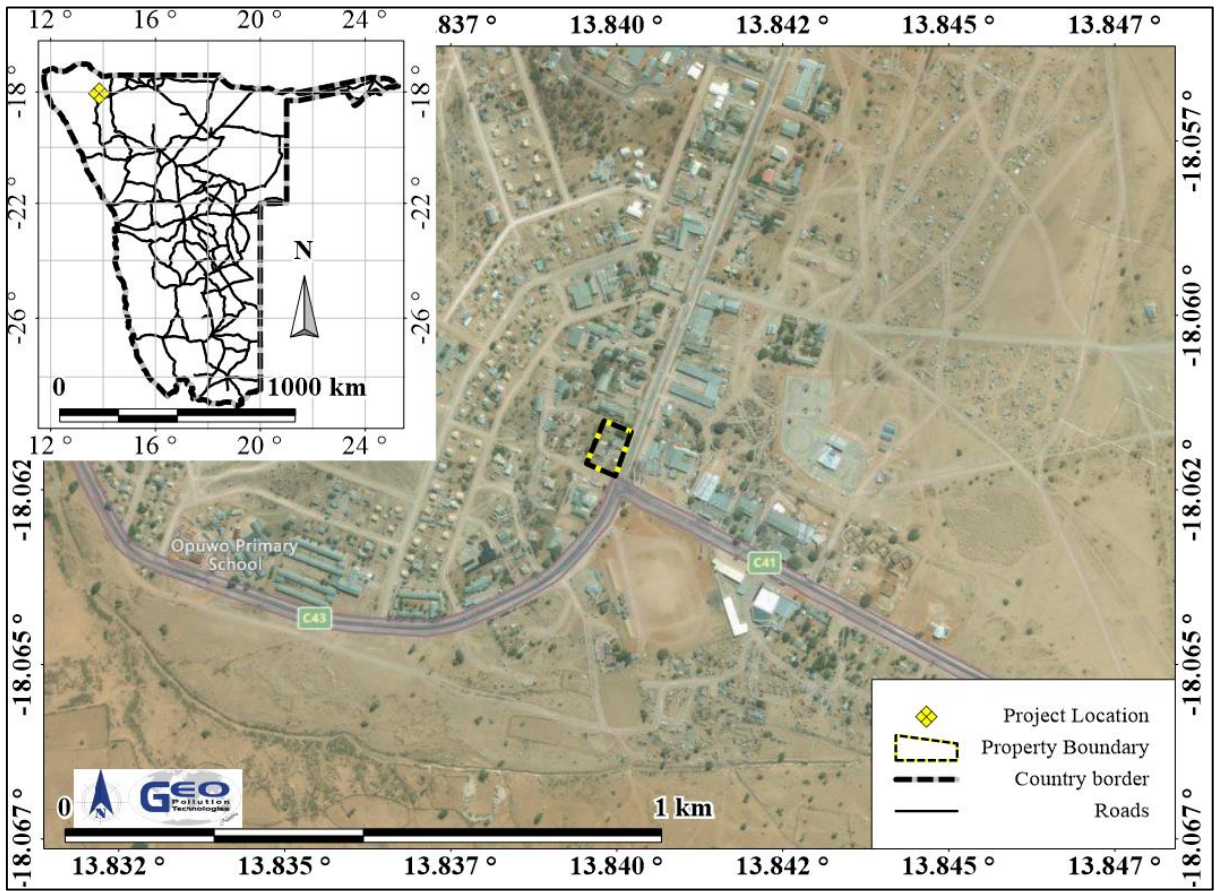 12 °
16 °
20 °
24 °
.837 °
13.840 °
13.842 °
13.845 °
13.847 °
-18 °
-22 °
-26 °
-18 °
-22 °
-26 °
N
0
1000 km
12 °
16 °
20 °
24 °
-18.057
-18.060 °
-18.062 °
-18.065 °
-18.067 °
-18.062 °
-18.065 °
-18.067 °
Opuwo Primary
School
C41
C43
Project Location
Property Boundary
Country border
Roads
N
GEO
Pollution
Technologies
0
1 km
13.832 °
13.835 °
13.837 °
13.840 °
13.842 °
13.845 °
13.847 °